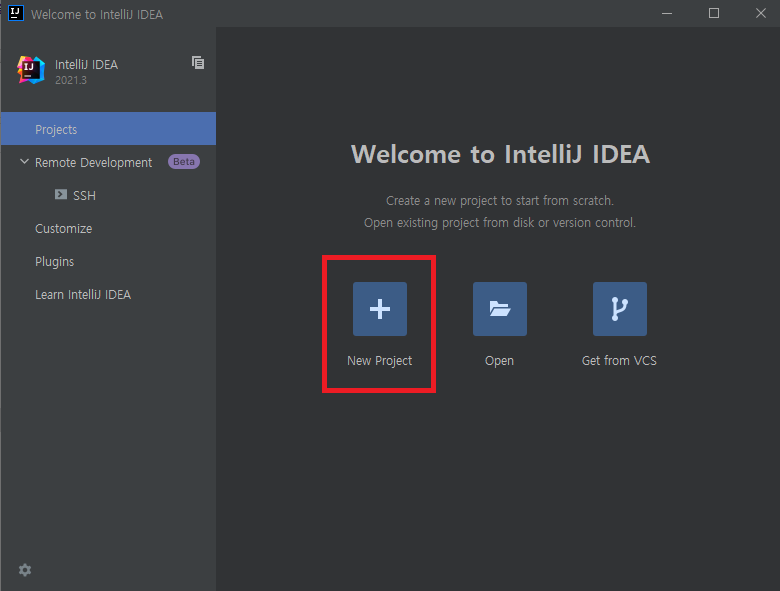 IJ Welcome to IntelliJ IDEA
IJ
IntelliJ IDEA
2021.3
Projects
Remote Development Beta
SSH
Customize
Plugins
Learn IntelliJ IDEA
Welcome to IntelliJ IDEA
Create a new project to start from scratch.
Open existing project from disk or version control.
New Project
Open
Get from VCS